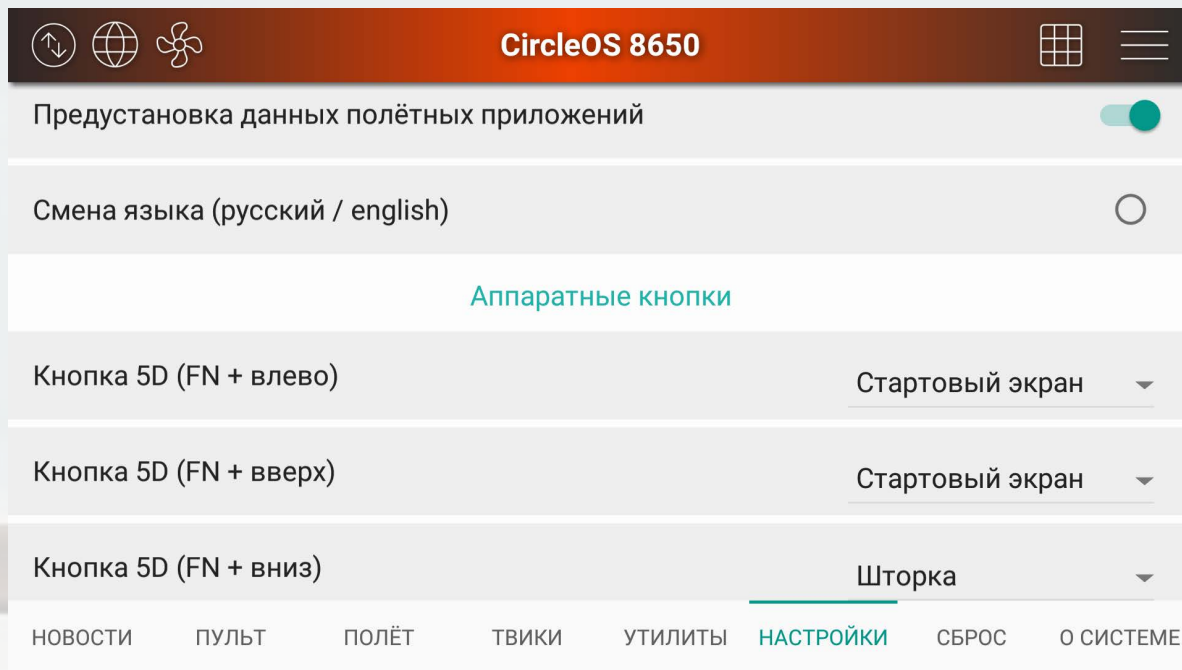 CircleOS 8650
Предустановка данных полётных приложений
Смена языка (русский / english)
Аппаратные кнопки
Кнопка 5D (FN + влево)
Стартовый экран
Кнопка 5D (FN + вверх)
Стартовый экран
Кнопка 5D (FN + вниз)
Шторка
НОВОСТИ ПУЛЬТ ПОЛЁТ ТВИКИ УТИЛИТЫ НАСТРОЙКИ СБРОС О СИСТЕМЕ